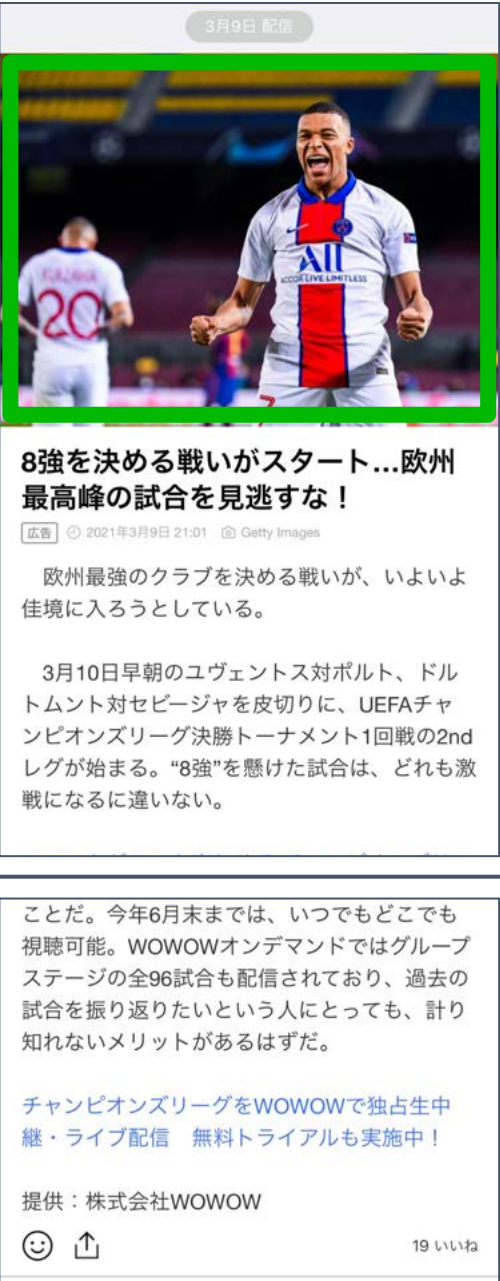 3月9日 配信
20
ALL
ACCOR LIVE LIMITLESS
7
8強を決める戦いがスタート…欧州
最高峰の試合を見逃すな！
広告 2021年3月9日 21:01 Getty Images
欧州最強のクラブを決める戦いが、いよいよ
佳境に入ろうとしている。
3月10日早朝のユヴェントス対ポルト、ドル
トムント対セビージャを皮切りに、UEFAチャ
ンピオンズリーグ決勝トーナメント1回戦の2nd
レグが始まる。“8強”を懸けた試合は、どれも激
戦になるに違いない。
ことだ。今年6月末までは、いつでもどこでも
視聴可能。WOWOWオンデマンドではグループ
ステージの全96試合も配信されており、過去の
試合を振り返りたいという人にとっても、計り
知れないメリットがあるはずだ。
チャンピオンズリーグをWOWOWで独占生中
継・ライブ配信　無料トライアルも実施中！
提供：株式会社WOWOW
19 いいね